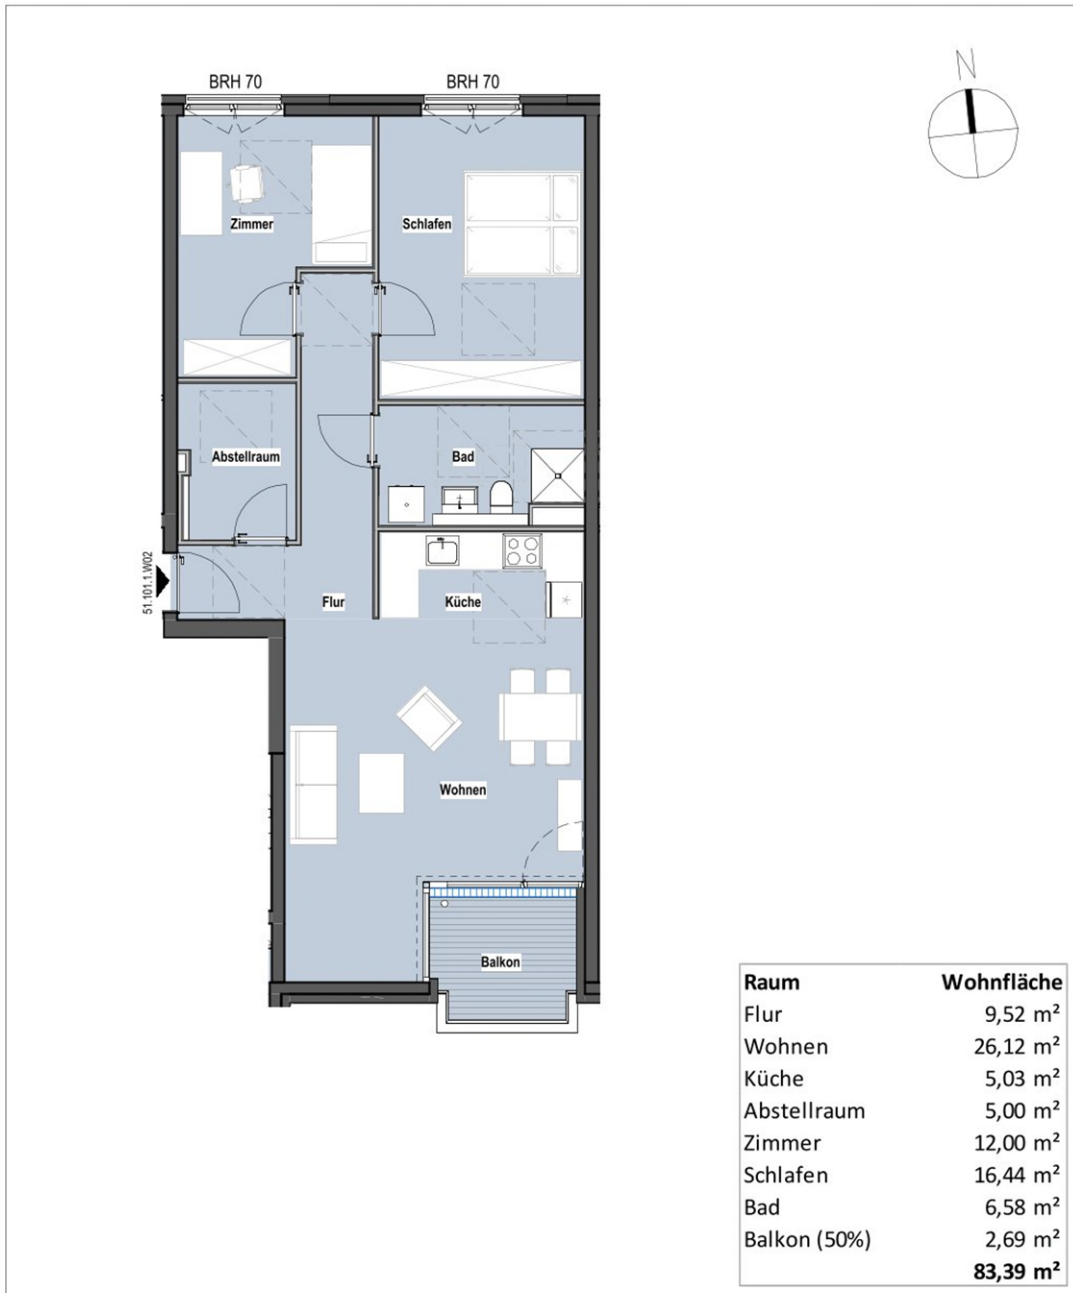 N
BRH 70 BRH 70
Zimmer Schlafen
Abstellraum Bad
51.101.1.W02
Flur Küche
Wohnen
Balkon
Raum Wohnfläche
Flur 9,52 m²
Wohnen 26,12 m²
Küche 5,03 m²
Abstellraum 5,00 m²
Zimmer 12,00 m²
Schlafen 16,44 m²
Bad 6,58 m²
Balkon (50%) 2,69 m²
83,39 m²